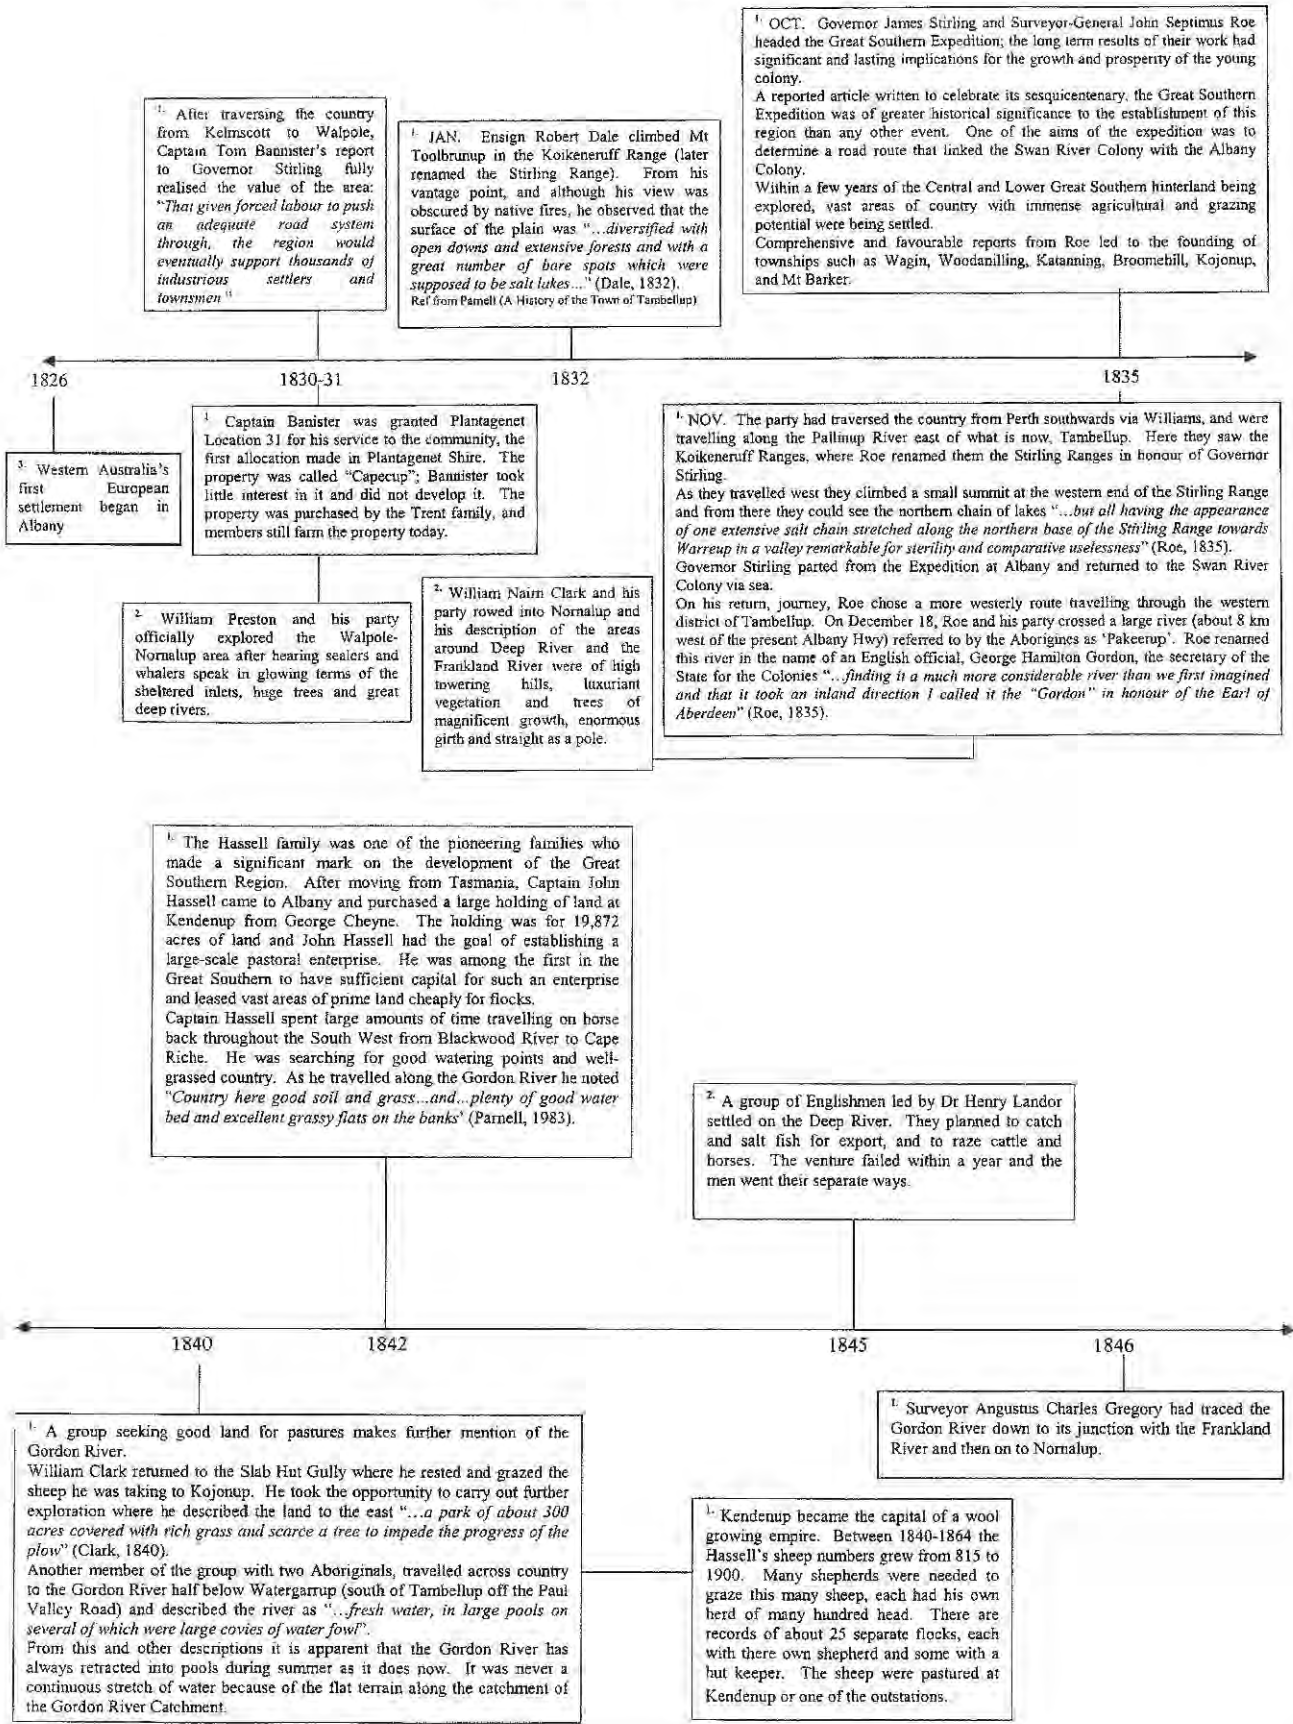 1. OCT. Governor James Stirling and Surveyor-General John Septimus Roe
headed the Great Southern Expedition; the long term results of their work had
significant and lasting implications for the growth and prosperity of the young
colony.
A reported article written to celebrate its sesquicentenary, the Great Southern
Expedition was of greater historical significance to the establishment of this
region than any other event. One of the aims of the expedition was to
determine a road route that linked the Swan River Colony with the Albany
Colony.
Within a few years of the Central and Lower Great Southern hinterland being
explored, vast areas of country with immense agricultural and grazing
potential were being settled.
Comprehensive and favourable reports from Roe led to the founding of
townships such as Wagin, Woodanilling, Katanning, Broomehill, Kojonup,
and Mt Barker.
1. After traversing the country
from Kelmscott to Walpole,
Captain Tom Bannister's report
to Governor Stirling fully
realised the value of the area:
"That given forced labour to push
an adequate road system
through, the region would
eventually support thousands of
industrious settlers and
townsmen"
1. JAN. Ensign Robert Dale climbed Mt
Toolbrunup in the Koikeneruff Range (later
renamed the Stirling Range). From his
vantage point, and although his view was
obscured by native fires, he observed that the
surface of the plain was "...diversified with
open downs and extensive forests and with a
great number of bare spots which were
supposed to be salt lakes..." (Dale, 1832).
Ref from Parnell (A History of the Town of Tambellup)
1826 1830-31 1832 1835
3. Western Australia's
first European
settlement began in
Albany
1 Captain Banister was granted Plantagenet
Location 31 for his service to the community, the
first allocation made in Plantagenet Shire. The
property was called "Capecup"; Bannister took
little interest in it and did not develop it. The
property was purchased by the Trent family, and
members still farm the property today.
2. William Preston and his party
officially explored the Walpole-
Nornalup area after hearing sealers and
whalers speak in glowing terms of the
sheltered inlets, huge trees and great
deep rivers.
2. William Nairn Clark and his
party rowed into Nornalup and
his description of the areas
around Deep River and the
Frankland River were of high
towering hills, luxuriant
vegetation and trees of
magnificent growth, enormous
girth and straight as a pole.
1. NOV. The party had traversed the country from Perth southwards via Williams, and were
travelling along the Pallinup River east of what is now, Tambellup. Here they saw the
Koikeneruff Ranges, where Roe renamed them the Stirling Ranges in honour of Governor
Stirling.
As they travelled west they climbed a small summit at the western end of the Stirling Range
and from there they could see the northern chain of lakes "...but all having the appearance
of one extensive salt chain stretched along the northern base of the Stirling Range towards
Warreup in a valley remarkable for sterility and comparative uselessness" (Roe, 1835).
Governor Stirling parted from the Expedition at Albany and returned to the Swan River
Colony via sea.
On his return, journey, Roe chose a more westerly route travelling through the western
district of Tambellup. On December 18, Roe and his party crossed a large river (about 8 km
west of the present Albany Hwy) referred to by the Aborigines as 'Pakeerup'. Roe renamed
this river in the name of an English official, George Hamilton Gordon, the secretary of the
State for the Colonies "...finding it a much more considerable river than we first imagined
and that it took an inland direction I called it the "Gordon" in honour of the Earl of
Aberdeen" (Roe, 1835).
1. The Hassell family was one of the pioneering families who
made a significant mark on the development of the Great
Southern Region. After moving from Tasmania, Captain John
Hassell came to Albany and purchased a large holding of land at
Kendenup from George Cheyne. The holding was for 19,872
acres of land and John Hassell had the goal of establishing a
large-scale pastoral enterprise. He was among the first in the
Great Southern to have sufficient capital for such an enterprise
and leased vast areas of prime land cheaply for flocks.
Captain Hassell spent large amounts of time travelling on horse
back throughout the South West from Blackwood River to Cape
Riche. He was searching for good watering points and well-
grassed country. As he travelled along the Gordon River he noted
"Country here good soil and grass...and...plenty of good water
bed and excellent grassy flats on the banks' (Parnell, 1983).
2. A group of Englishmen led by Dr Henry Landor
settled on the Deep River. They planned to catch
and salt fish for export, and to raze cattle and
horses. The venture failed within a year and the
men went their separate ways.
1840 1842 1845 1846
1. A group seeking good land for pastures makes further mention of the
Gordon River.
William Clark returned to the Slab Hut Gully where he rested and grazed the
sheep he was taking to Kojonup. He took the opportunity to carry out further
exploration where he described the land to the east "...a park of about 300
acres covered with rich grass and scarce a tree to impede the progress of the
plow" (Clark, 1840).
Another member of the group with two Aboriginals, travelled across country
to the Gordon River half below Watergarrup (south of Tambellup off the Paul
Valley Road) and described the river as "...fresh water, in large pools on
several of which were large covies of water fowl".
From this and other descriptions it is apparent that the Gordon River has
always retracted into pools during summer as it does now. It was never a
continuous stretch of water because of the flat terrain along the catchment of
the Gordon River Catchment.
1. Surveyor Angustus Charles Gregory had traced the
Gordon River down to its junction with the Frankland
River and then on to Nornalup.
1. Kendenup became the capital of a wool
growing empire. Between 1840-1864 the
Hassell's sheep numbers grew from 815 to
1900. Many shepherds were needed to
graze this many sheep, each had his own
herd of many hundred head. There are
records of about 25 separate flocks, each
with there own shepherd and some with a
hut keeper. The sheep were pastured at
Kendenup or one of the outstations.